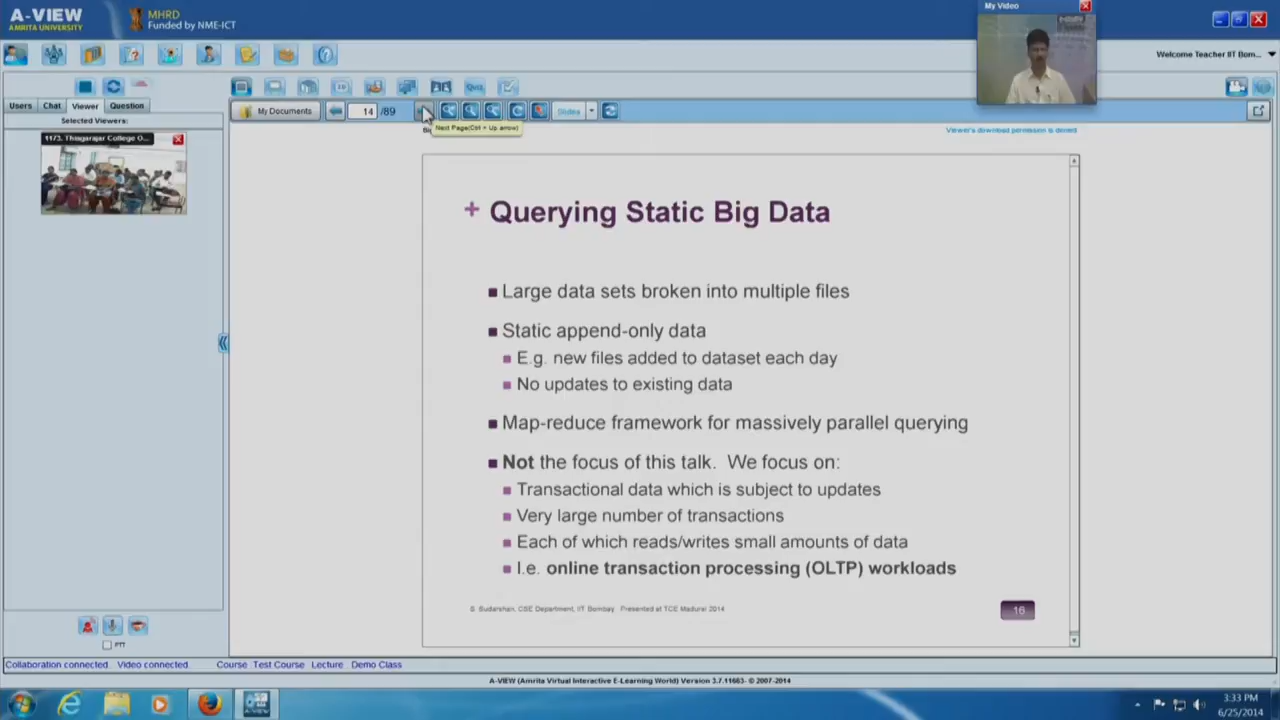 A-VIEW
AMRITA UNIVERSITY
MHRD
Funded by NME-ICT
My Video
Welcome Teacher IIT Bom...
Users Chat Viewer Question
Selected Viewers:
1173. Thiagarajar College O...
My Documents 14 /89 Slides
Next Page(Ctrl + Up arrow)
Viewer's download permission is denied
+ Querying Static Big Data
Large data sets broken into multiple files
Static append-only data
E.g. new files added to dataset each day
No updates to existing data
Map-reduce framework for massively parallel querying
Not the focus of this talk. We focus on:
Transactional data which is subject to updates
Very large number of transactions
Each of which reads/writes small amounts of data
I.e. online transaction processing (OLTP) workloads
S. Sudarshan, CSE Department, IIT Bombay Presented at TCE Madurai 2014
16
PTT
Collaboration connected. Video connected. Course Test Course Lecture Demo Class
A-VIEW (Amrita Virtual Interactive E-Learning World) Version 3.7.11663- © 2007-2014
3:33 PM
6/25/2014